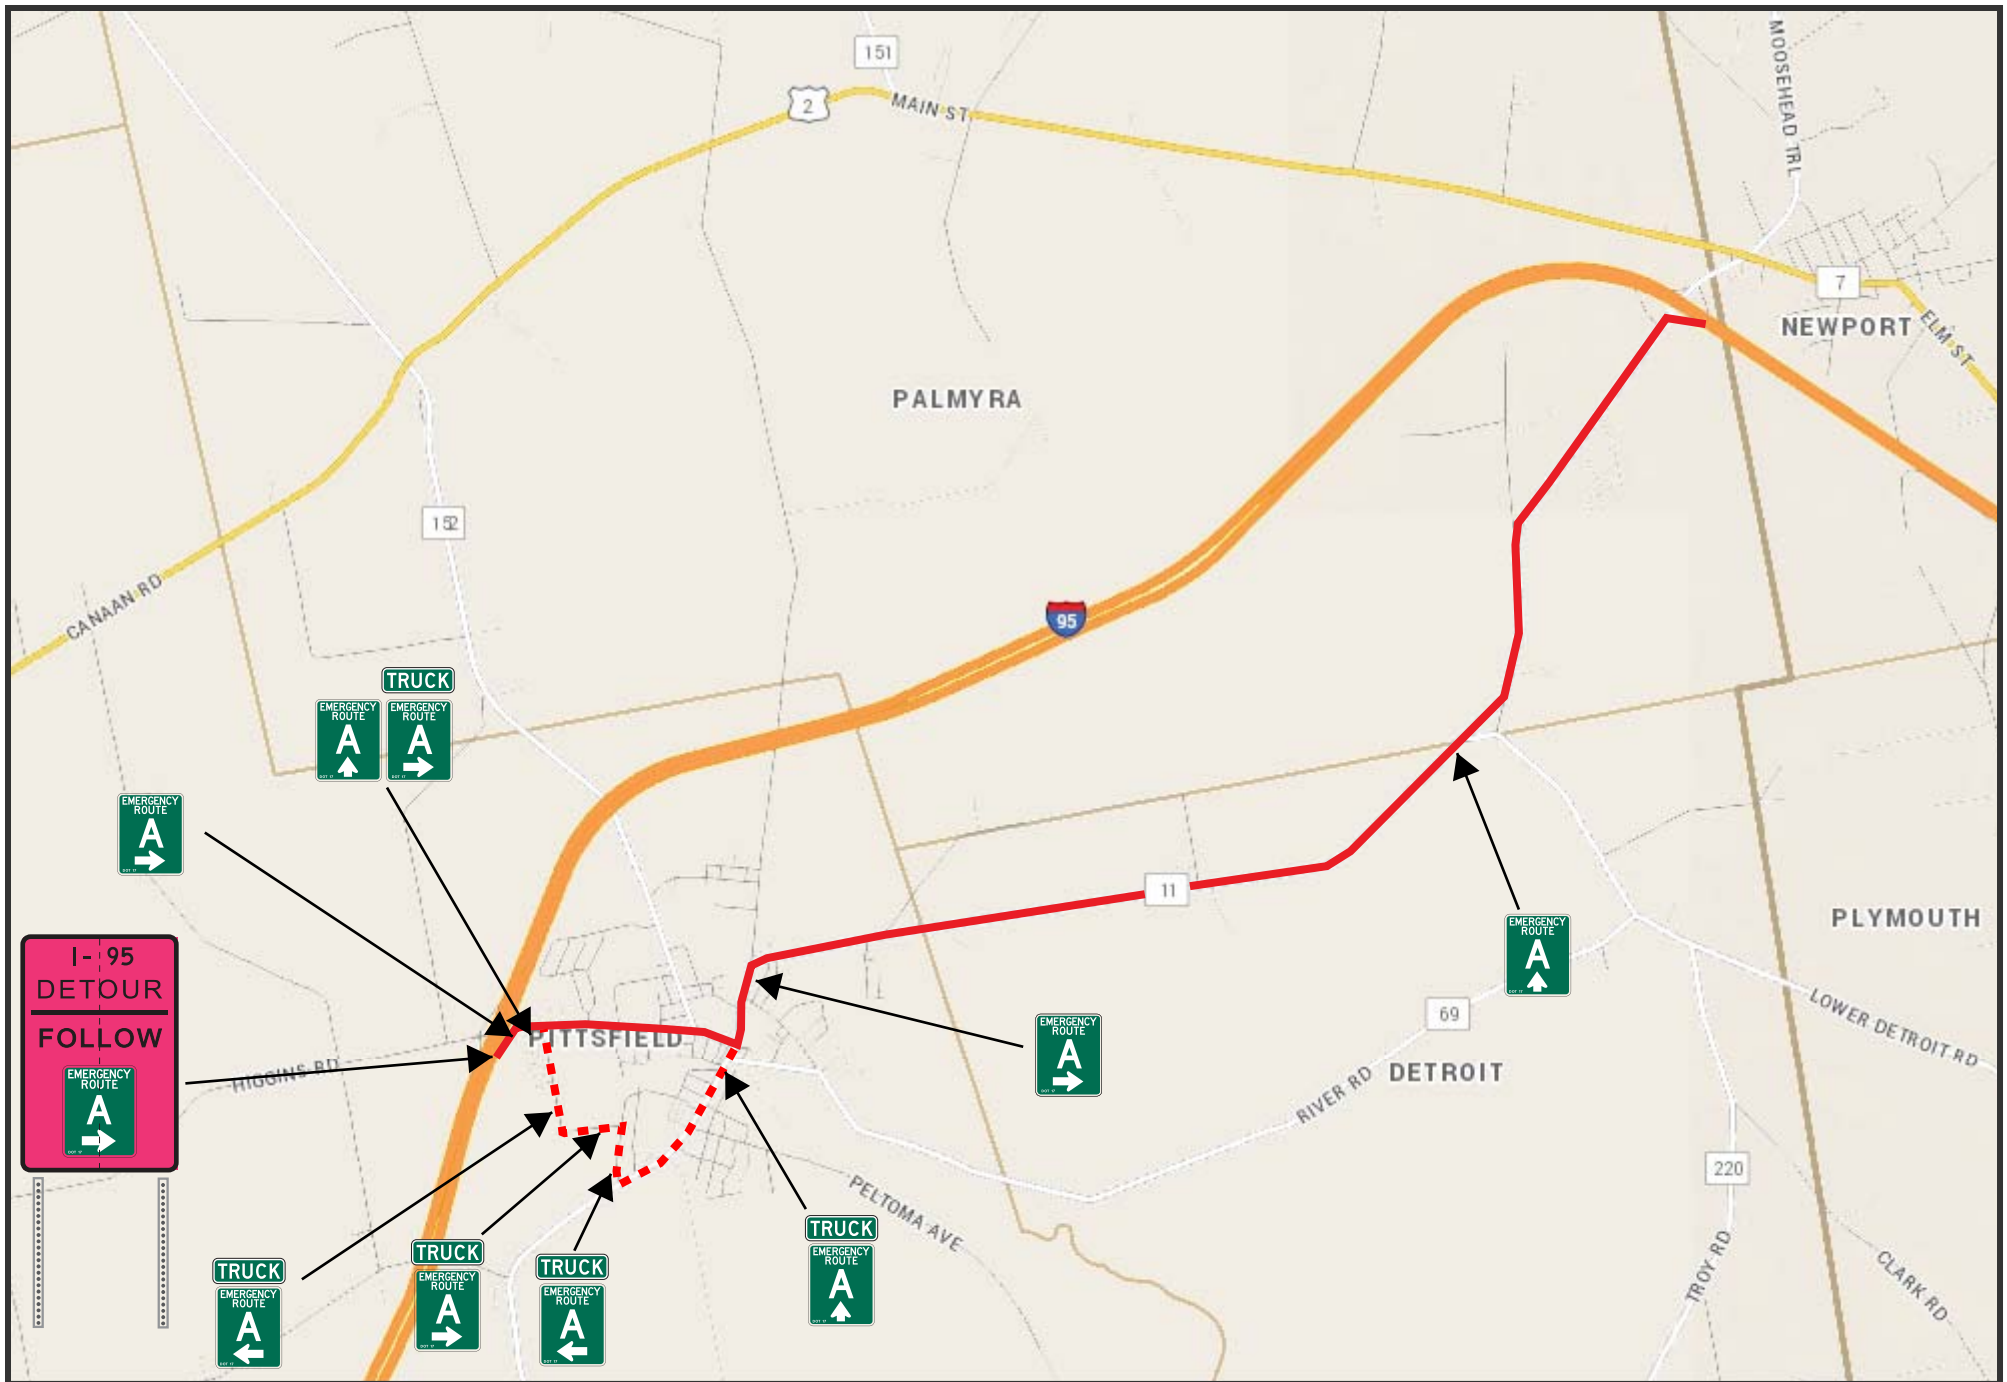 151
2
MAIN ST
MOOSEHEAD TRL
7
NEWPORT
ELM ST
PALMYRA
152
CANAAN RD
95
TRUCK
EMERGENCY
ROUTE
A
EMERGENCY
ROUTE
A
EMERGENCY
ROUTE
A
11
PLYMOUTH
EMERGENCY
ROUTE
A
I- 95
DETOUR
FOLLOW
EMERGENCY
ROUTE
A
HIGGINS RD
PITTSFIELD
69
LOWER DETROIT RD
EMERGENCY
ROUTE
A
RIVER RD
DETROIT
220
PELTOMA AVE
TROY RD
CLARK RD
TRUCK
EMERGENCY
ROUTE
A
TRUCK
EMERGENCY
ROUTE
A
TRUCK
EMERGENCY
ROUTE
A
TRUCK
EMERGENCY
ROUTE
A